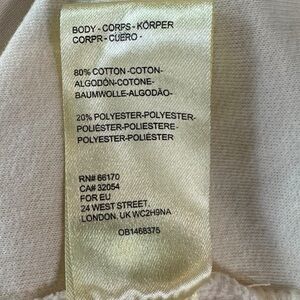 BODY - CORPS - KÖRPER
CORPR - CUERO -
80% COTTON -COTON-
ALGODÓN-COTONE-
BAUMWOLLE-ALGODÃO-
20% POLYESTER-POLYESTER-
POLIÉSTER-POLIESTERE-
POLYESTER-POLIÉSTER
RN# 66170
CA# 32054
FOR EU
24 WEST STREET,
LONDON, UK WC2H9NA
OB1468375